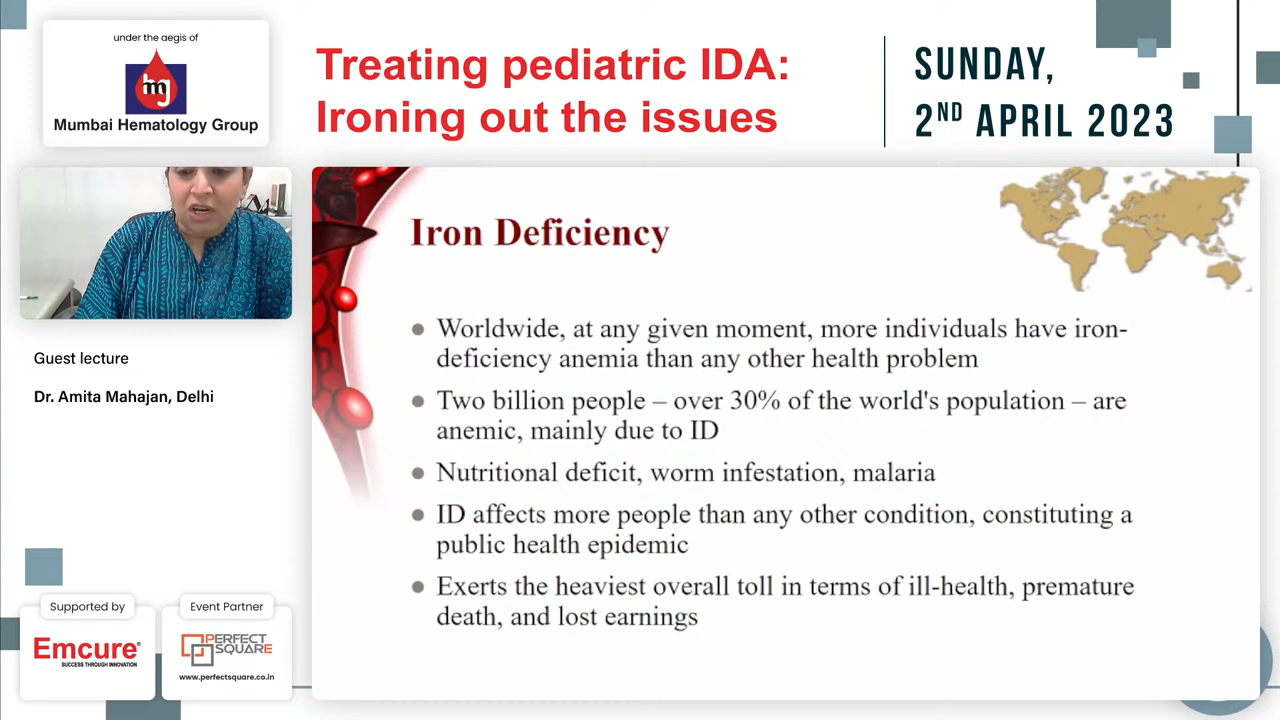 under the aegis of
mj
Mumbai Hematology Group
Treating pediatric IDA:
Ironing out the issues
SUNDAY,
2ND APRIL 2023
Guest lecture
Dr. Amita Mahajan, Delhi
Iron Deficiency
● Worldwide, at any given moment, more individuals have iron-
deficiency anemia than any other health problem
● Two billion people – over 30% of the world's population – are
anemic, mainly due to ID
● Nutritional deficit, worm infestation, malaria
● ID affects more people than any other condition, constituting a
public health epidemic
● Exerts the heaviest overall toll in terms of ill-health, premature
death, and lost earnings
Supported by
Emcure®
SUCCESS THROUGH INNOVATION
Event Partner
PERFECT
SQUARE
www.perfectsquare.co.in